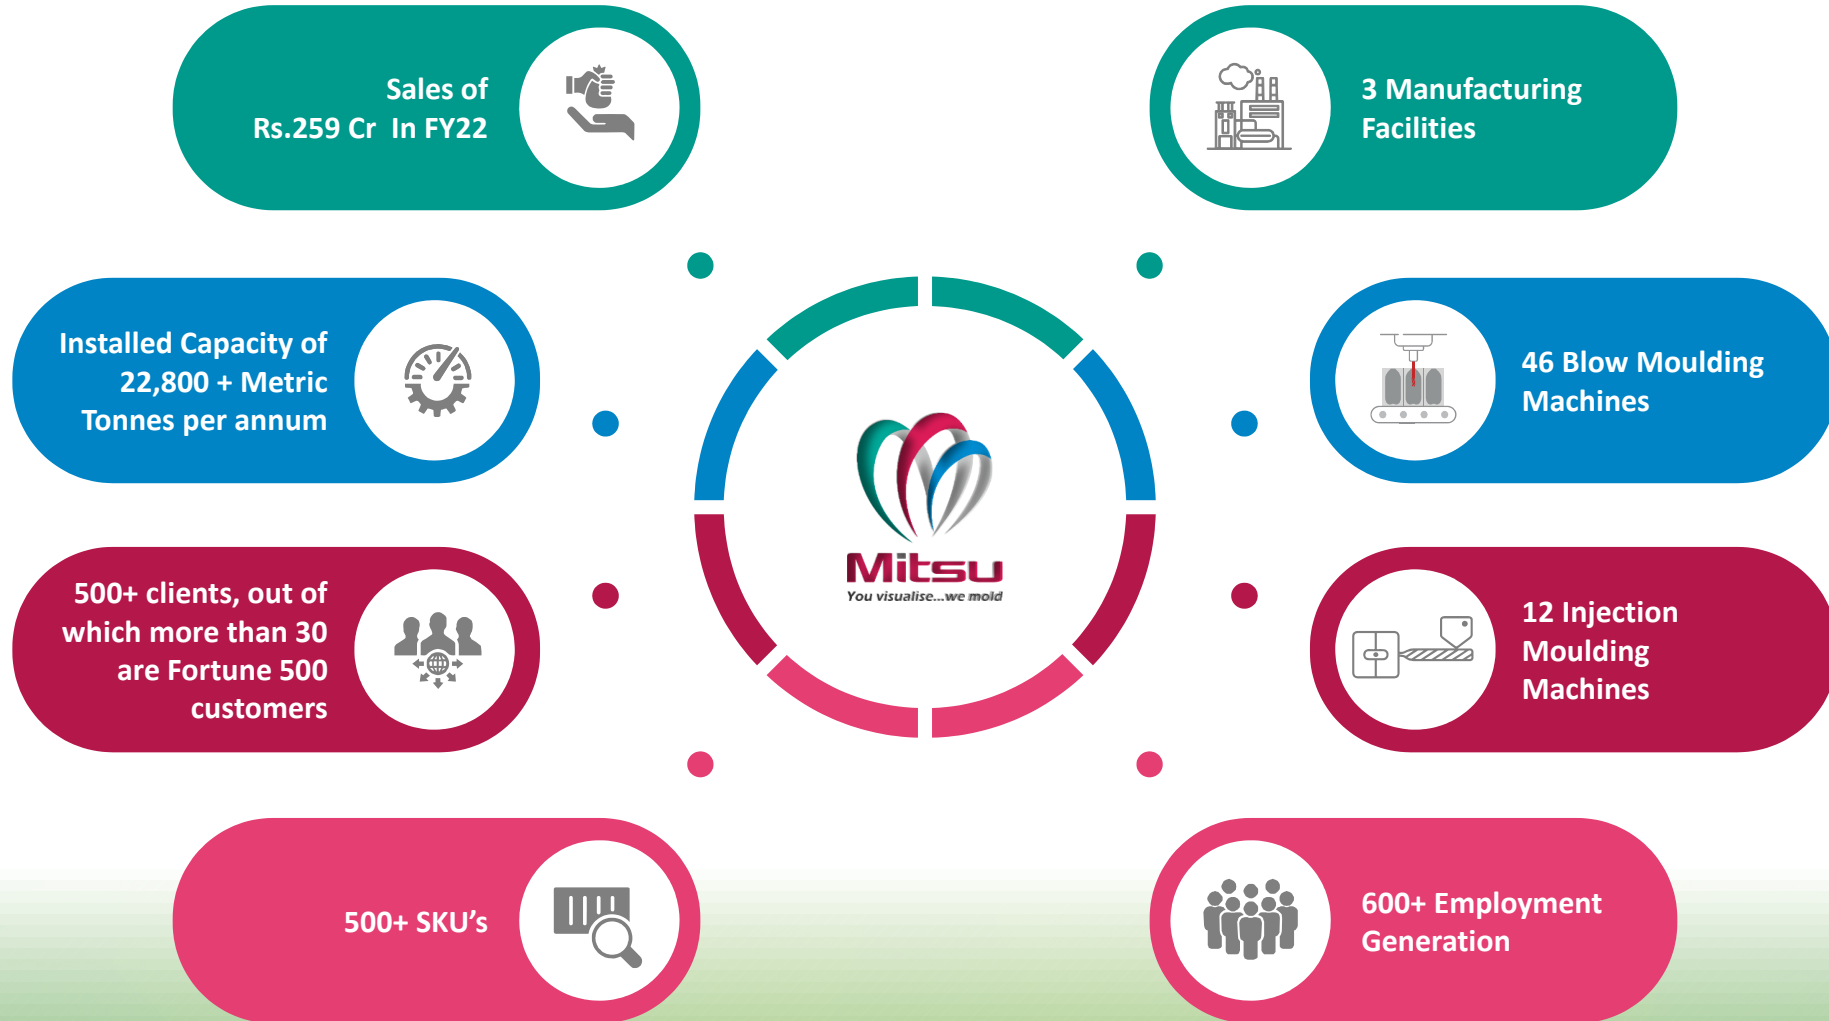 Sales of
Rs.259 Cr In FY22
3 Manufacturing
Facilities
Installed Capacity of
22,800 + Metric
Tonnes per annum
46 Blow Moulding
Machines
Mitsu
You visualise...we mold
500+ clients, out of
which more than 30
are Fortune 500
customers
12 Injection
Moulding
Machines
500+ SKU’s
600+ Employment
Generation